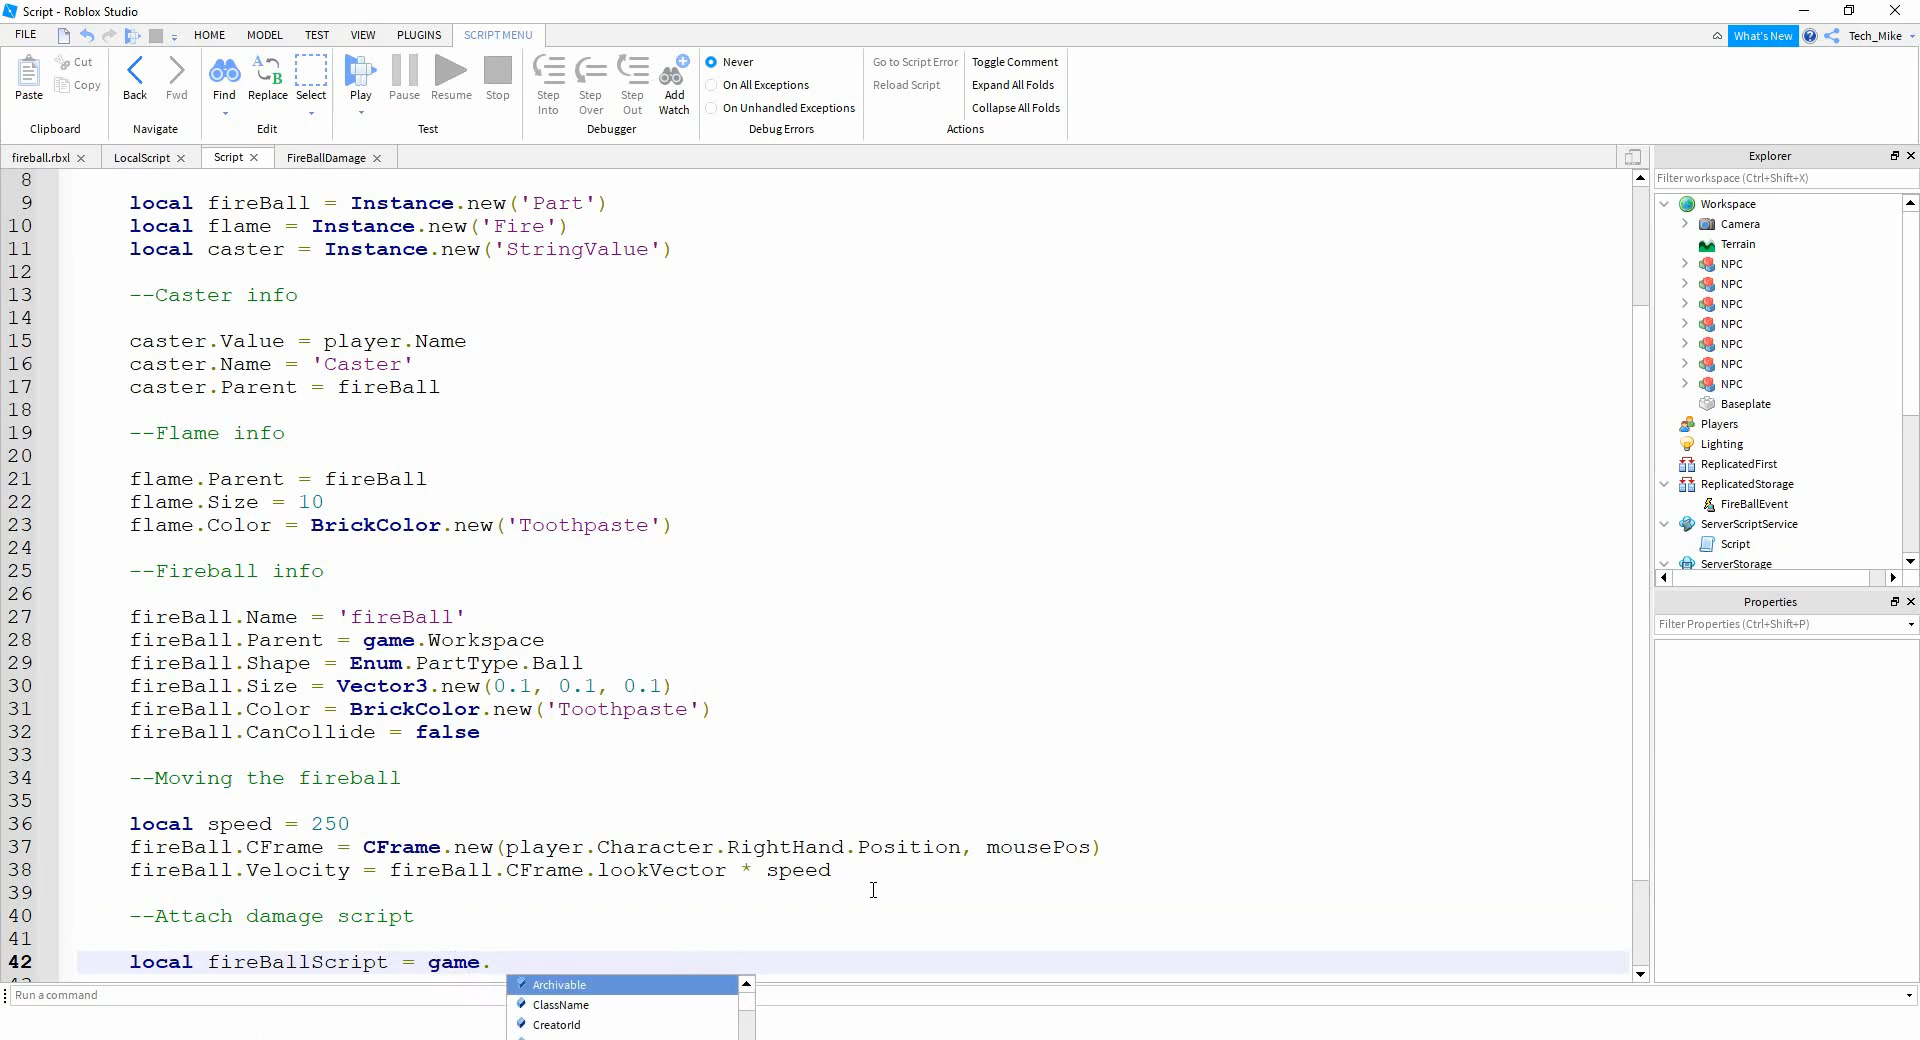 Script - Roblox Studio
FILE HOME MODEL TEST VIEW PLUGINS SCRIPT MENU What's New Tech_Mike
Paste Cut Copy Back Fwd Find Replace Select Play Pause Resume Stop Step Into Step Over Step Out Add Watch Never On All Exceptions On Unhandled Exceptions Go to Script Error Reload Script Toggle Comment Expand All Folds Collapse All Folds
Clipboard Navigate Edit Test Debugger Debug Errors Actions
fireball.rbxl LocalScript Script FireBallDamage
8
9 local fireBall = Instance.new('Part')
10 local flame = Instance.new('Fire')
11 local caster = Instance.new('StringValue')
12
13 --Caster info
14
15 caster.Value = player.Name
16 caster.Name = 'Caster'
17 caster.Parent = fireBall
18
19 --Flame info
20
21 flame.Parent = fireBall
22 flame.Size = 10
23 flame.Color = BrickColor.new('Toothpaste')
24
25 --Fireball info
26
27 fireBall.Name = 'fireBall'
28 fireBall.Parent = game.Workspace
29 fireBall.Shape = Enum.PartType.Ball
30 fireBall.Size = Vector3.new(0.1, 0.1, 0.1)
31 fireBall.Color = BrickColor.new('Toothpaste')
32 fireBall.CanCollide = false
33
34 --Moving the fireball
35
36 local speed = 250
37 fireBall.CFrame = CFrame.new(player.Character.RightHand.Position, mousePos)
38 fireBall.Velocity = fireBall.CFrame.lookVector * speed
39
40 --Attach damage script
41
42 local fireBallScript = game.
Archivable
ClassName
CreatorId
Run a command
Explorer
Filter workspace (Ctrl+Shift+X)
Workspace
Camera
Terrain
NPC
NPC
NPC
NPC
NPC
NPC
NPC
Baseplate
Players
Lighting
ReplicatedFirst
ReplicatedStorage
FireBallEvent
ServerScriptService
Script
ServerStorage
Properties
Filter Properties (Ctrl+Shift+P)